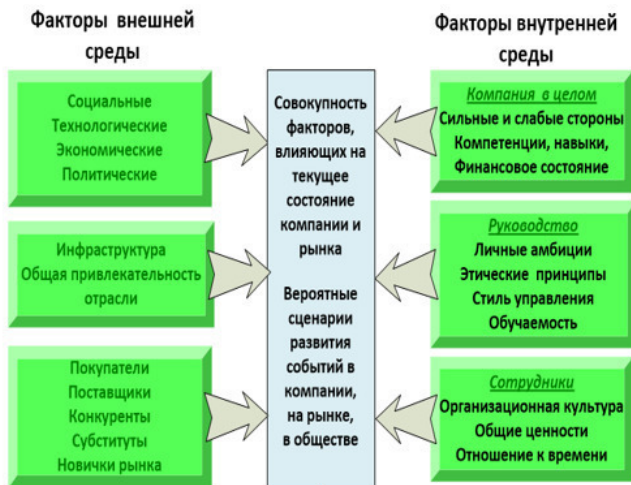 Факторы внешней
среды
Социальные
Технологические
Экономические
Политические
Инфраструктура
Общая привлекательность
отрасли
Покупатели
Поставщики
Конкуренты
Субституты
Новички рынка
Совокупность
факторов,
влияющих на
текущее
состояние
компании и
рынка
Вероятные
сценарии
развития
событий в
компании,
на рынке,
в обществе
Факторы внутренней
среды
Компания в целом
Сильные и слабые стороны
Компетенции, навыки,
Финансовое состояние
Руководство
Личные амбиции
Этические принципы
Стиль управления
Обучаемость
Сотрудники
Организационная культура
Общие ценности
Отношение к времени